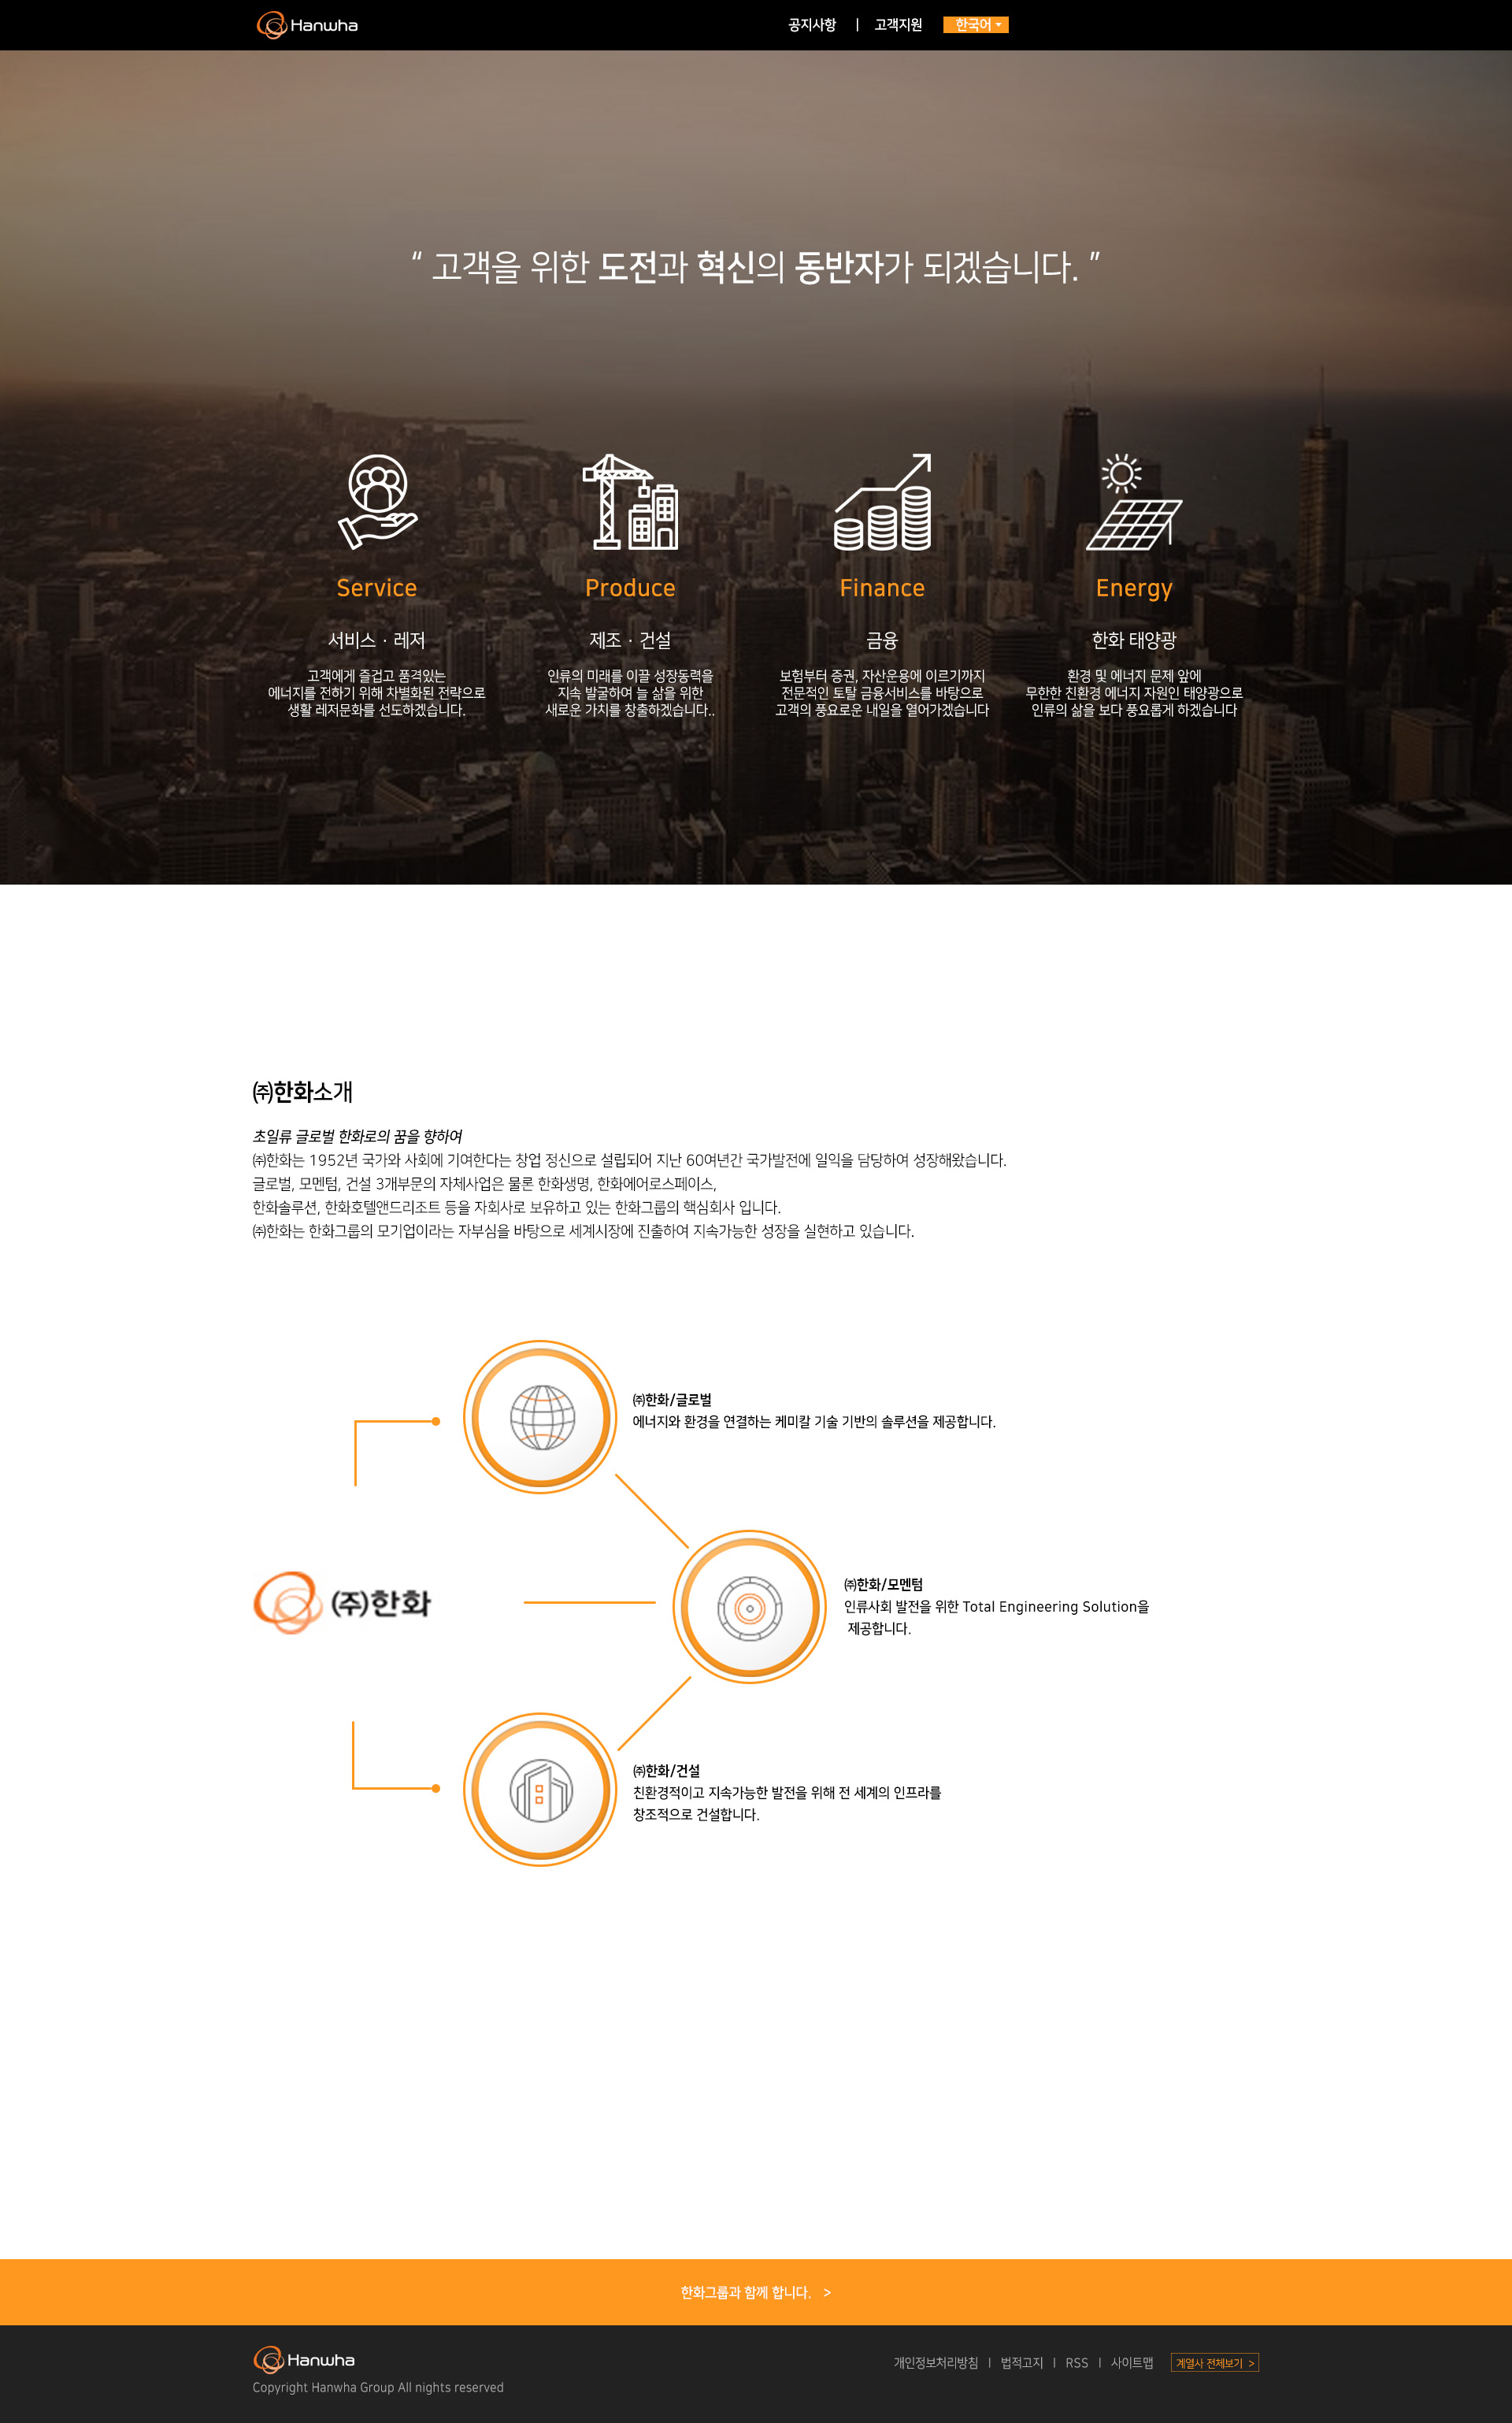 Hanwha
공지사항 | 고객지원 한국어
“ 고객을 위한 도전과 혁신의 동반자가 되겠습니다. ”
Service
서비스 · 레저
고객에게 즐겁고 품격있는
에너지를 전하기 위해 차별화된 전략으로
생활 레저문화를 선도하겠습니다.
Produce
제조 · 건설
인류의 미래를 이끌 성장동력을
지속 발굴하여 늘 삶을 위한
새로운 가치를 창출하겠습니다..
Finance
금융
보험부터 증권, 자산운용에 이르기까지
전문적인 토탈 금융서비스를 바탕으로
고객의 풍요로운 내일을 열어가겠습니다
Energy
한화 태양광
환경 및 에너지 문제 앞에
무한한 친환경 에너지 자원인 태양광으로
인류의 삶을 보다 풍요롭게 하겠습니다
㈜한화소개
초일류 글로벌 한화로의 꿈을 향하여
㈜한화는 1952년 국가와 사회에 기여한다는 창업 정신으로 설립되어 지난 60여년간 국가발전에 일익을 담당하여 성장해왔습니다.
글로벌, 모멘텀, 건설 3개부문의 자체사업은 물론 한화생명, 한화에어로스페이스,
한화솔루션, 한화호텔앤드리조트 등을 자회사로 보유하고 있는 한화그룹의 핵심회사 입니다.
㈜한화는 한화그룹의 모기업이라는 자부심을 바탕으로 세계시장에 진출하여 지속가능한 성장을 실현하고 있습니다.
㈜한화/글로벌
에너지와 환경을 연결하는 케미칼 기술 기반의 솔루션을 제공합니다.
(주)한화
㈜한화/모멘텀
인류사회 발전을 위한 Total Engineering Solution을
제공합니다.
㈜한화/건설
친환경적이고 지속가능한 발전을 위해 전 세계의 인프라를
창조적으로 건설합니다.
한화그룹과 함께 합니다. >
Hanwha
개인정보처리방침 | 법적고지 | RSS | 사이트맵 계열사 전체보기 >
Copyright Hanwha Group All nights reserved